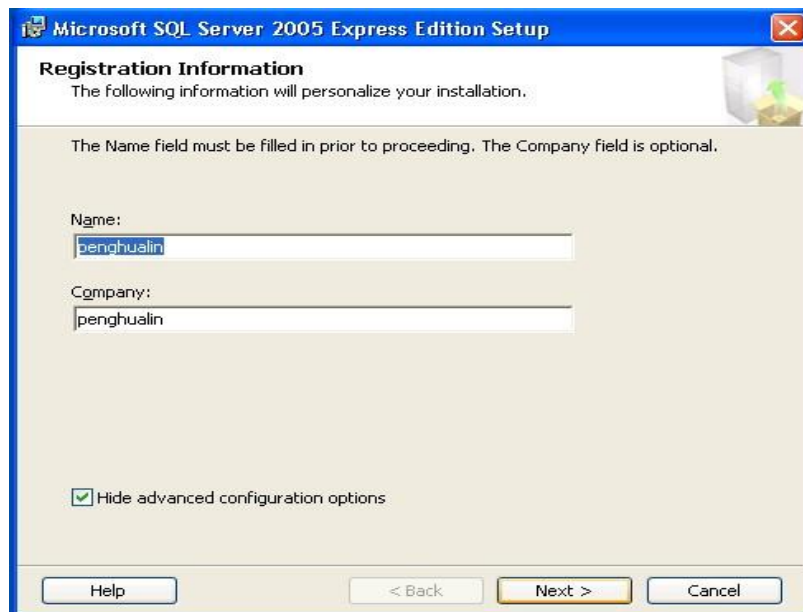 Microsoft SQL Server 2005 Express Edition Setup
Registration Information
The following information will personalize your installation.
The Name field must be filled in prior to proceeding. The Company field is optional.
Name:
penghualin
Company:
penghualin
Hide advanced configuration options
Help
< Back
Next >
Cancel